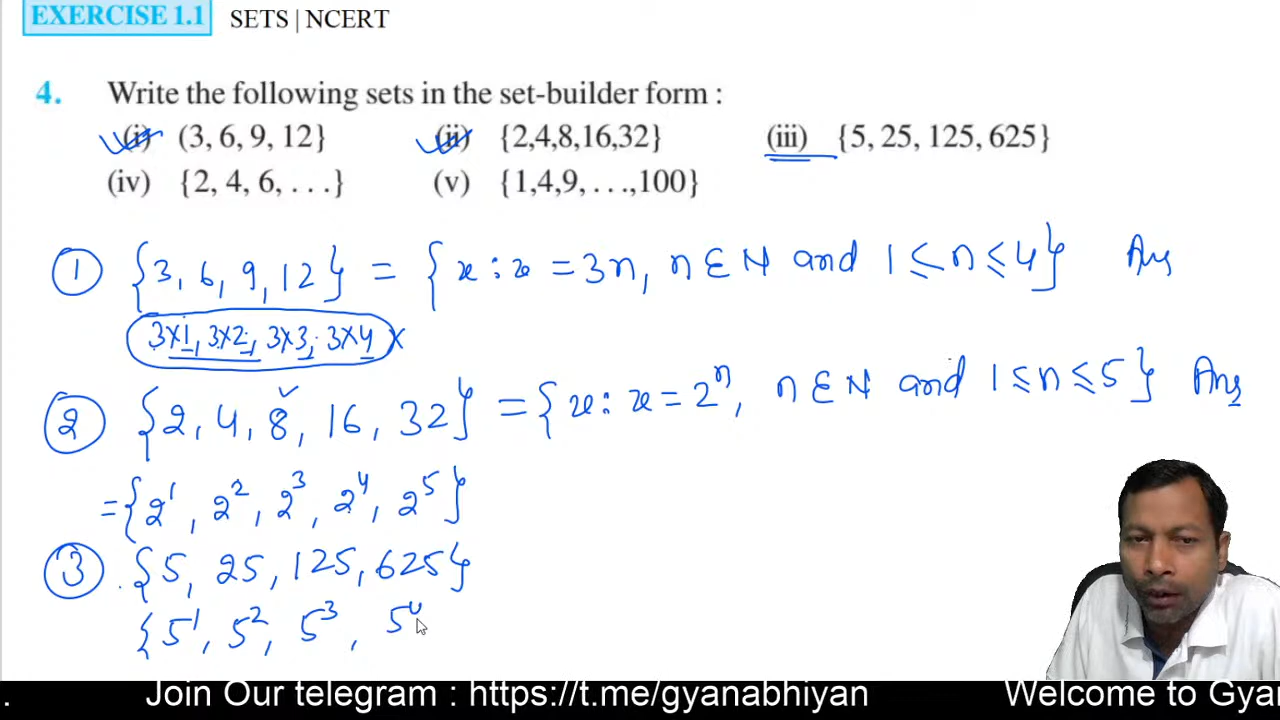 EXERCISE 1.1 SETS | NCERT
4. Write the following sets in the set-builder form :
(i) (3, 6, 9, 12} (ii) {2,4,8,16,32} (iii) {5, 25, 125, 625}
(iv) {2, 4, 6, . . .} (v) {1,4,9, . . .,100}
① {3, 6, 9, 12} = {x : x = 3n, n ∈ N and 1 ≤ n ≤ 4} Ans
3×1, 3×2, 3×3, 3×4 ×
② {2, 4, 8, 16, 32} = {x : x = 2ⁿ, n ∈ N and 1 ≤ n ≤ 5} Ans
= {2¹, 2², 2³, 2⁴, 2⁵}
③ {5, 25, 125, 625}
{5¹, 5², 5³, 5⁴
. Join Our telegram : https://t.me/gyanabhiyan Welcome to Gya